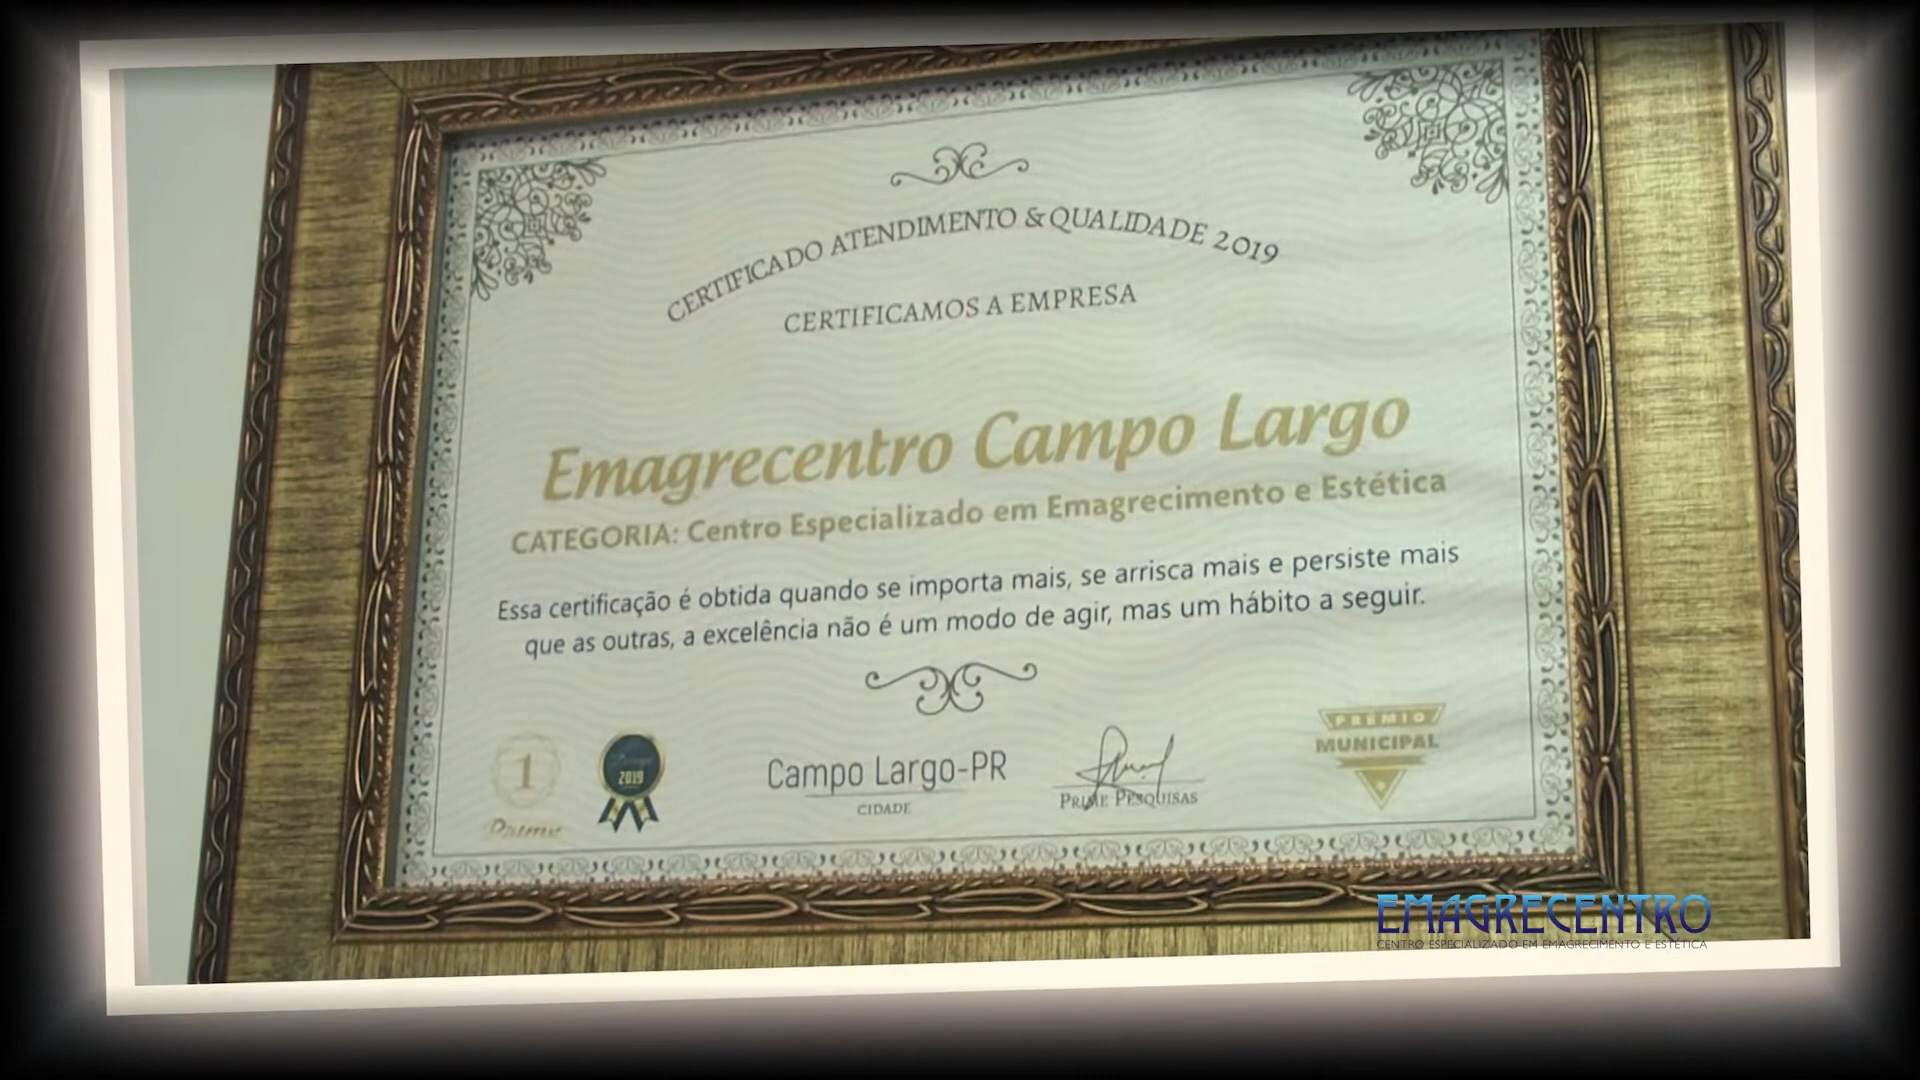 CERTIFICADO ATENDIMENTO & QUALIDADE 2019
CERTIFICAMOS A EMPRESA
Emagrecentro Campo Largo
CATEGORIA: Centro Especializado em Emagrecimento e Estética
Essa certificação é obtida quando se importa mais, se arrisca mais e persiste mais
que as outras, a excelência não é um modo de agir, mas um hábito a seguir.
1
2019
Campo Largo-PR
CIDADE
PRIME PESQUISAS
PRÊMIO
MUNICIPAL
EMAGRECENTRO
CENTRO ESPECIALIZADO EM EMAGRECIMENTO E ESTÉTICA